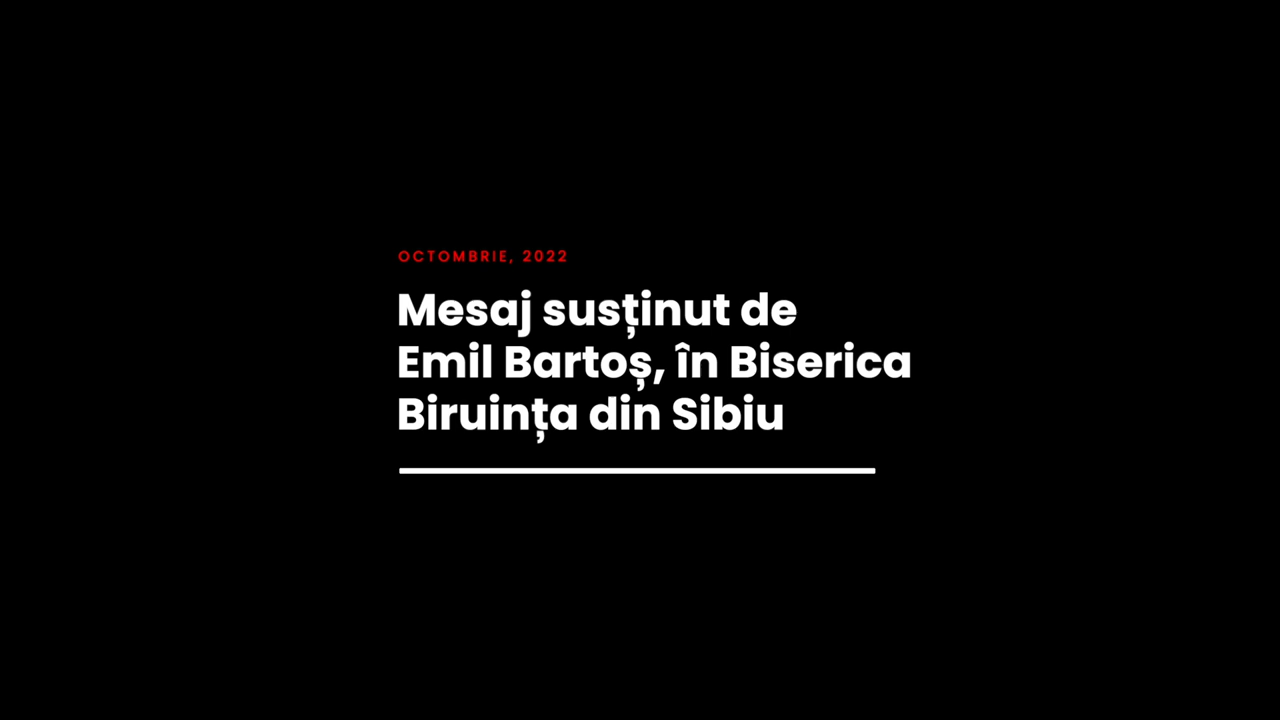 OCTOMBRIE, 2022
Mesaj susținut de
Emil Bartoș, în Biserica
Biruința din Sibiu